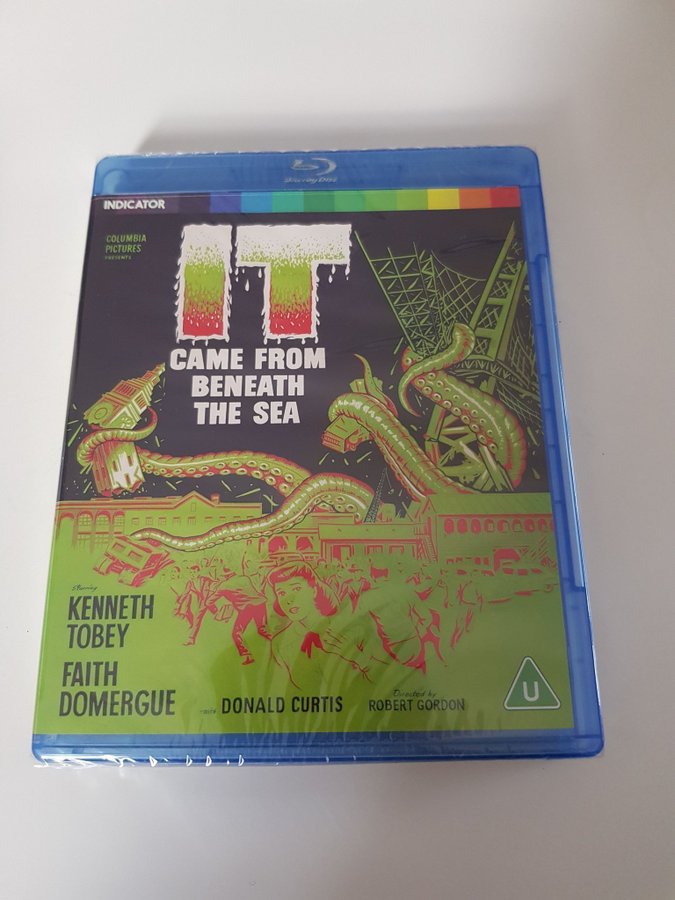 Blu-ray Disc
INDICATOR
COLUMBIA
PICTURES
PRESENTS
IT
CAME FROM
BENEATH
THE SEA
Starring
KENNETH
TOBEY
FAITH
DOMERGUE
with DONALD CURTIS
Directed by
ROBERT GORDON
U